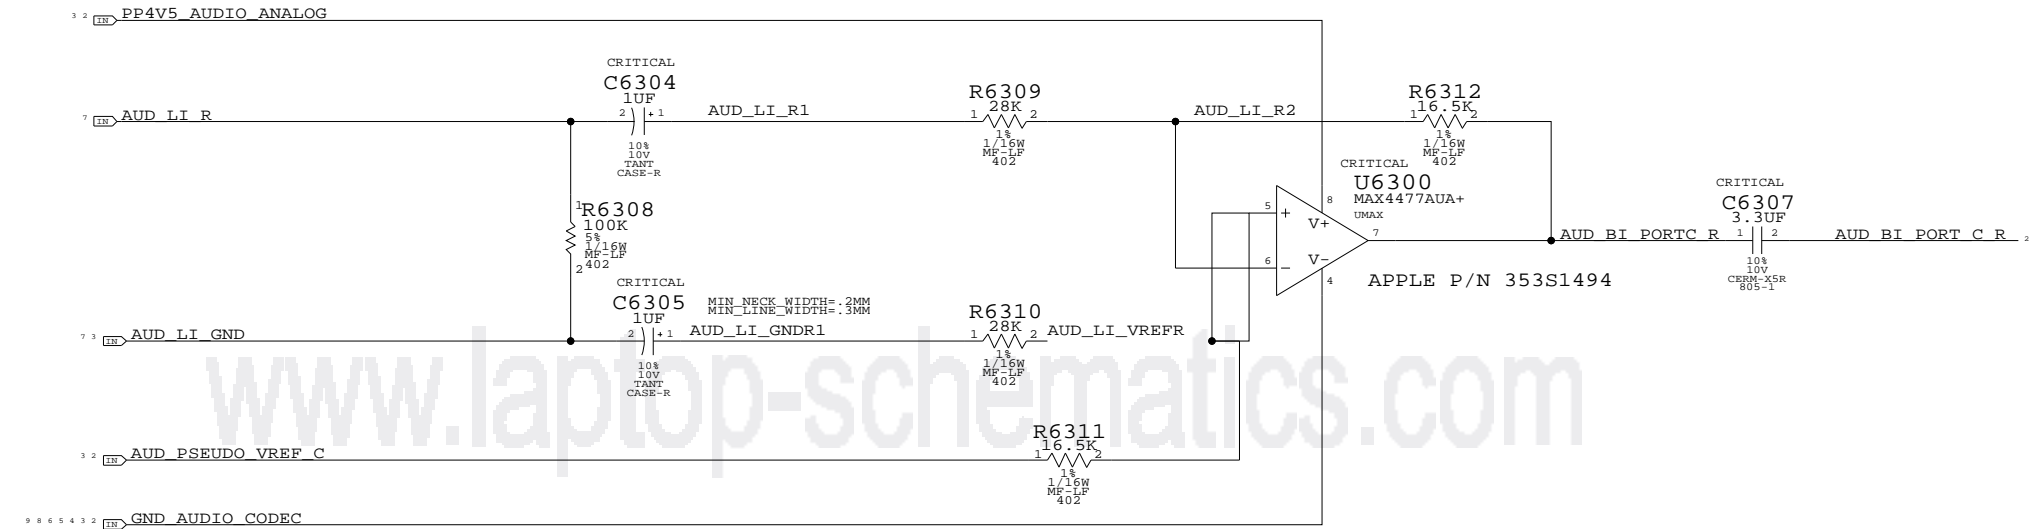 3 2 IN PP4V5_AUDIO_ANALOG
CRITICAL
C6304
1UF
2 + 1
10%
10V
TANT
CASE-R
7 IN AUD_LI_R
AUD_LI_R1
R6309
28K
1 2
1%
1/16W
MF-LF
402
AUD_LI_R2
R6312
16.5K
1 2
1%
1/16W
MF-LF
402
CRITICAL
U6300
MAX4477AUA+
UMAX
5 +
6 -
8
V+
V-
7
4
APPLE P/N 353S1494
AUD_BI_PORTC_R
CRITICAL
C6307
3.3UF
1 2
10%
10V
CERM-X5R
805-1
AUD_BI_PORT_C_R 2
1
R6308
100K
5%
1/16W
MF-LF
402
2
CRITICAL
C6305
1UF
2 + 1
10%
10V
TANT
CASE-R
MIN_NECK_WIDTH=.2MM
MIN_LINE_WIDTH=.3MM
7 3 IN AUD_LI_GND
AUD_LI_GNDR1
R6310
28K
1 2
1%
1/16W
MF-LF
402
AUD_LI_VREFR
www.laptop-schematics.com
3 2 IN AUD_PSEUDO_VREF_C
R6311
16.5K
1 2
1%
1/16W
MF-LF
402
9 8 6 5 4 3 2 IN GND_AUDIO_CODEC